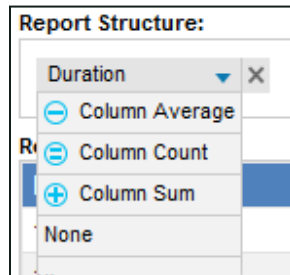 Report Structure:
Duration
Column Average
Column Count
Column Sum
None